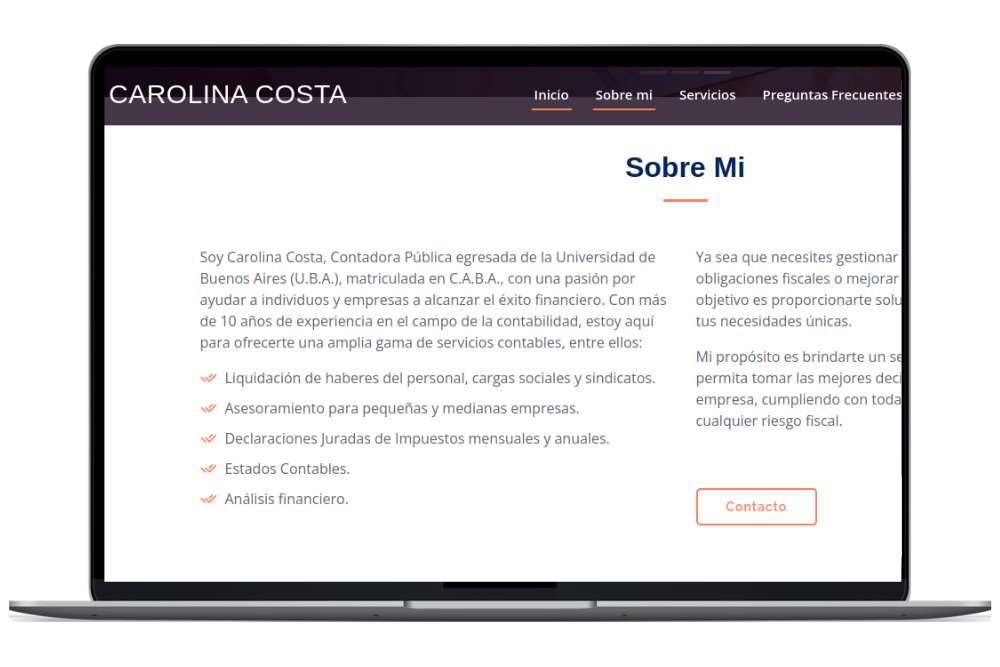 CAROLINA COSTA
Inicio Sobre mi Servicios Preguntas Frecuentes
Sobre Mi
Soy Carolina Costa, Contadora Pública egresada de la Universidad de
Buenos Aires (U.B.A.), matriculada en C.A.B.A., con una pasión por
ayudar a individuos y empresas a alcanzar el éxito financiero. Con más
de 10 años de experiencia en el campo de la contabilidad, estoy aquí
para ofrecerte una amplia gama de servicios contables, entre ellos:
Liquidación de haberes del personal, cargas sociales y sindicatos.
Asesoramiento para pequeñas y medianas empresas.
Declaraciones Juradas de Impuestos mensuales y anuales.
Estados Contables.
Análisis financiero.
Ya sea que necesites gestionar
obligaciones fiscales o mejorar
objetivo es proporcionarte solu
tus necesidades únicas.
Mi propósito es brindarte un se
permita tomar las mejores deci
empresa, cumpliendo con toda
cualquier riesgo fiscal.
Contacto